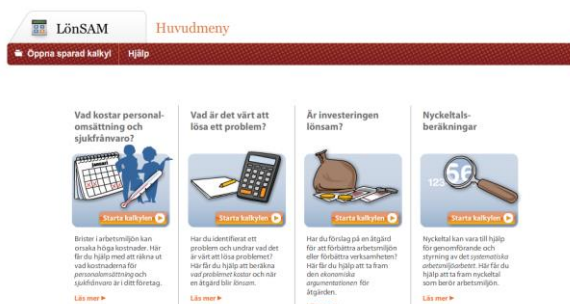 LönSAM
Huvudmeny
Öppna sparad kalkyl Hjälp
Vad kostar personal-
omsättning och
sjukfrånvaro?
januari
Starta kalkylen
Brister i arbetsmiljön kan
orsaka höga kostnader. Här
får du hjälp med att räkna ut
vad kostnaderna för
personalomsättning och
sjukfrånvaro är i ditt företag.
Läs mer
Vad är det värt att
lösa ett problem?
Starta kalkylen
Har du identifierat ett
problem och undrar vad det
är värt att lösa problemet?
Här får du hjälp att beräkna
vad problemet kostar och när
en åtgärd blir lönsam.
Läs mer
Är investeringen
lönsam?
Starta kalkylen
Har du förslag på en åtgärd
för att förbättra arbetsmiljön
eller förbättra verksamheten?
Här får du hjälp att ta fram
den ekonomiska
argumentationen för
åtgärden.
Nyckeltals-
beräkningar
123
56
Starta kalkylen
Nyckeltal kan vara till hjälp
för genomförande och
styrning av det systematiska
arbetsmiljöarbetet. Här får du
hjälp att ta fram nyckeltal
som berör arbetsmiljön.
Läs mer